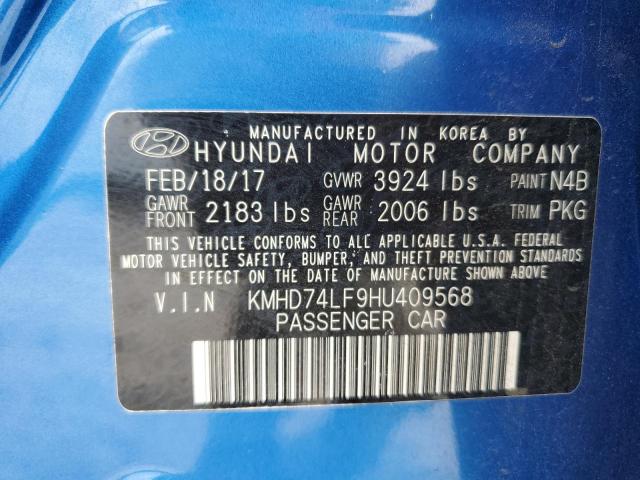 MANUFACTURED IN KOREA BY
HYUNDAI MOTOR COMPANY
FEB/18/17 GVWR 3924 lbs PAINT N4B
GAWR FRONT 2183 lbs GAWR REAR 2006 lbs TRIM PKG
THIS VEHICLE CONFORMS TO ALL APPLICABLE U.S.A. FEDERAL
MOTOR VEHICLE SAFETY, BUMPER, AND THEFT PREVENTION STANDARDS
IN EFFECT ON THE DATE OF MANUFACTURE SHOWN ABOVE.
V.I.N KMHD74LF9HU409568
PASSENGER CAR